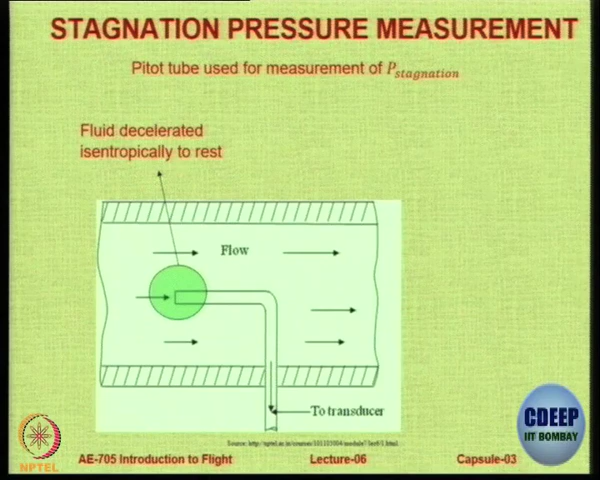 STAGNATION PRESSURE MEASUREMENT
Pitot tube used for measurement of P_stagnation
Fluid decelerated
isentropically to rest
Flow
To transducer
CDEEP
IIT BOMBAY
NPTEL
AE-705 Introduction to Flight
Lecture-06
Capsule-03